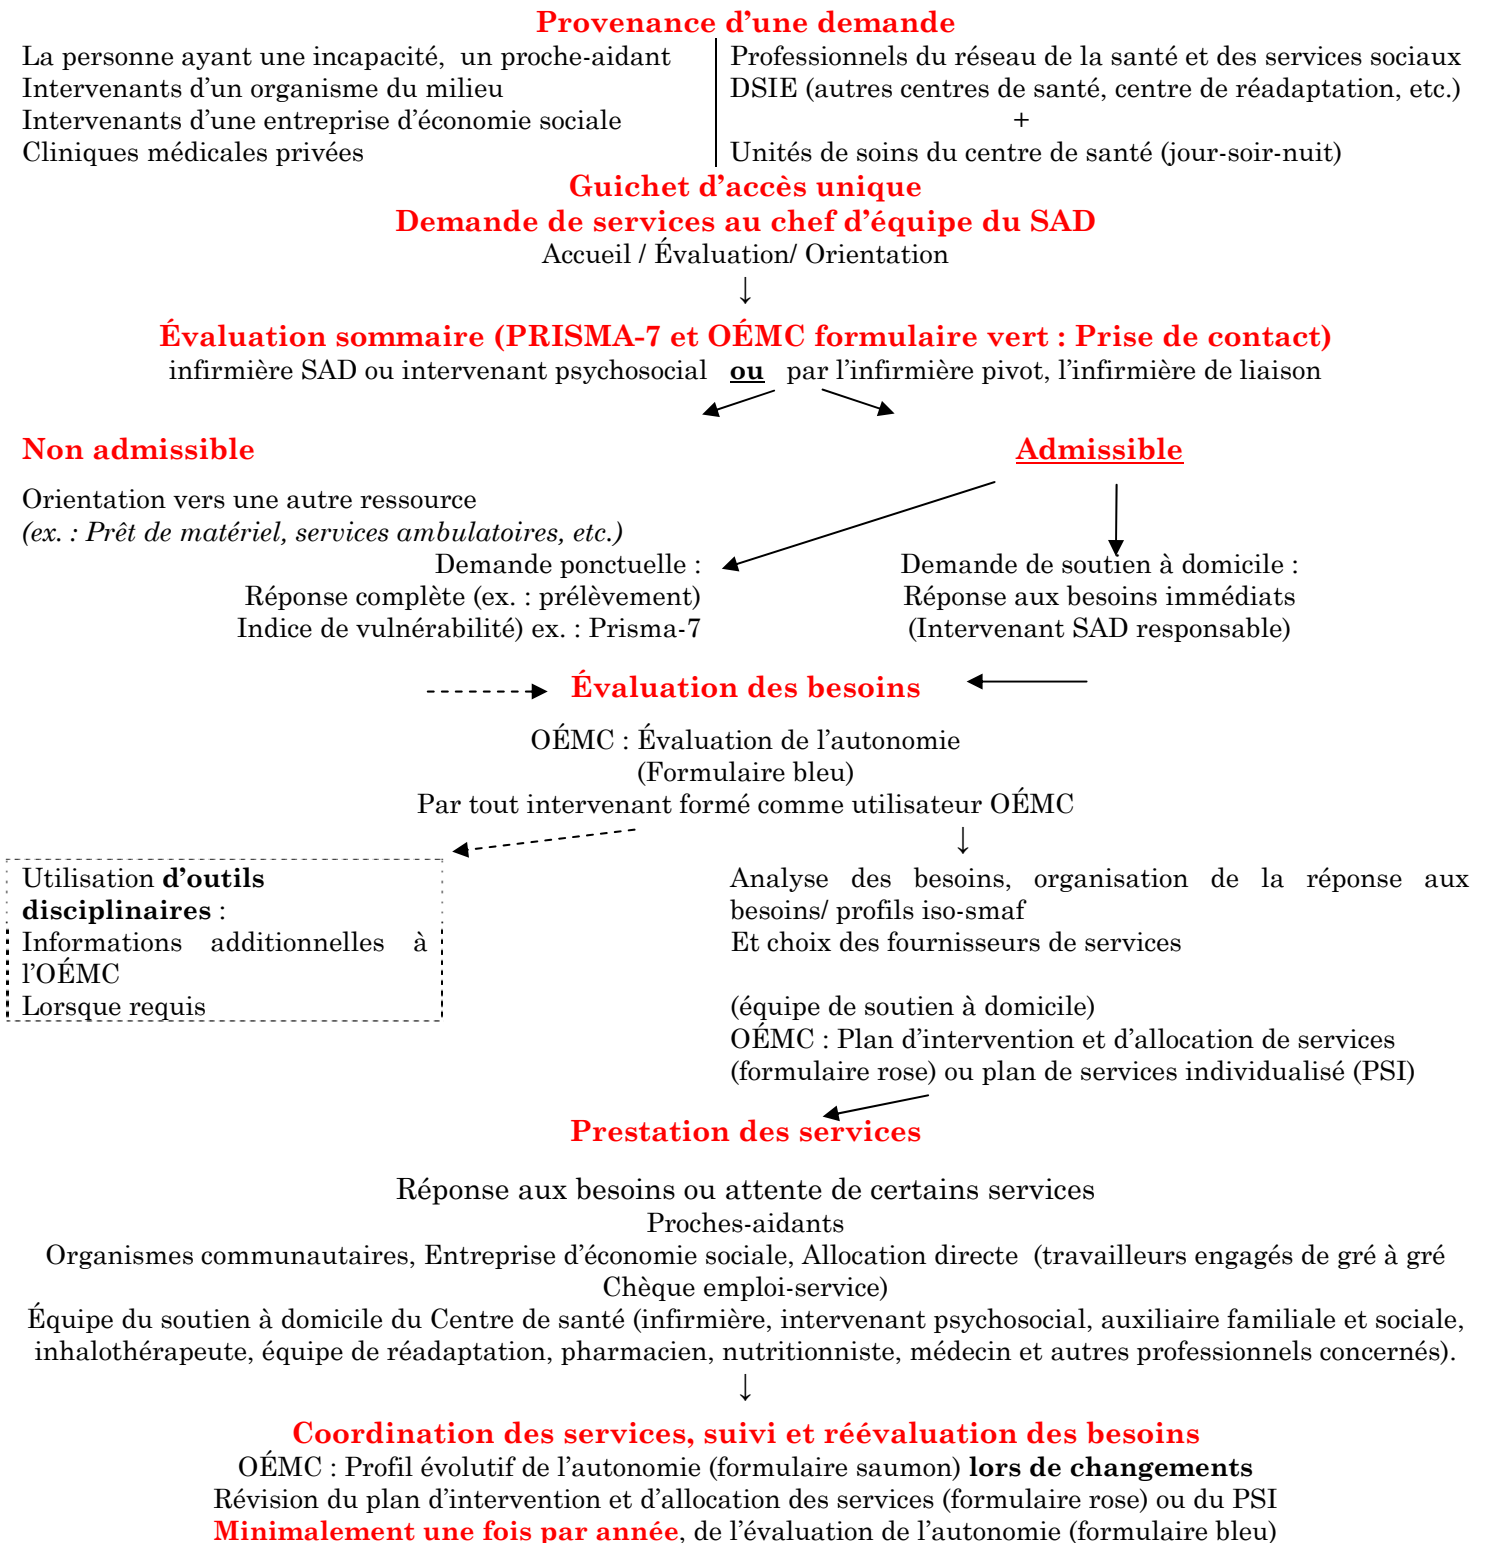 Provenance d'une demande
La personne ayant une incapacité, un proche-aidant
Intervenants d'un organisme du milieu
Intervenants d'une entreprise d'économie sociale
Cliniques médicales privées
Professionnels du réseau de la santé et des services sociaux
DSIE (autres centres de santé, centre de réadaptation, etc.)
+
Unités de soins du centre de santé (jour-soir-nuit)
Guichet d'accès unique
Demande de services au chef d'équipe du SAD
Accueil / Évaluation/ Orientation
↓
Évaluation sommaire (PRISMA-7 et OÉMC formulaire vert : Prise de contact)
infirmière SAD ou intervenant psychosocial ou par l'infirmière pivot, l'infirmière de liaison
Non admissible
Orientation vers une autre ressource
(ex. : Prêt de matériel, services ambulatoires, etc.)
Admissible
Demande ponctuelle :
Réponse complète (ex. : prélèvement)
Indice de vulnérabilité) ex. : Prisma-7
Demande de soutien à domicile :
Réponse aux besoins immédiats
(Intervenant SAD responsable)
Évaluation des besoins
OÉMC : Évaluation de l'autonomie
(Formulaire bleu)
Par tout intervenant formé comme utilisateur OÉMC
↓
Utilisation d'outils
disciplinaires :
Informations additionnelles à
l'OÉMC
Lorsque requis
Analyse des besoins, organisation de la réponse aux
besoins/ profils iso-smaf
Et choix des fournisseurs de services
(équipe de soutien à domicile)
OÉMC : Plan d'intervention et d'allocation de services
(formulaire rose) ou plan de services individualisé (PSI)
Prestation des services
Réponse aux besoins ou attente de certains services
Proches-aidants
Organismes communautaires, Entreprise d'économie sociale, Allocation directe (travailleurs engagés de gré à gré
Chèque emploi-service)
Équipe du soutien à domicile du Centre de santé (infirmière, intervenant psychosocial, auxiliaire familiale et sociale,
inhalothérapeute, équipe de réadaptation, pharmacien, nutritionniste, médecin et autres professionnels concernés).
↓
Coordination des services, suivi et réévaluation des besoins
OÉMC : Profil évolutif de l'autonomie (formulaire saumon) lors de changements
Révision du plan d'intervention et d'allocation des services (formulaire rose) ou du PSI
Minimalement une fois par année, de l'évaluation de l'autonomie (formulaire bleu)